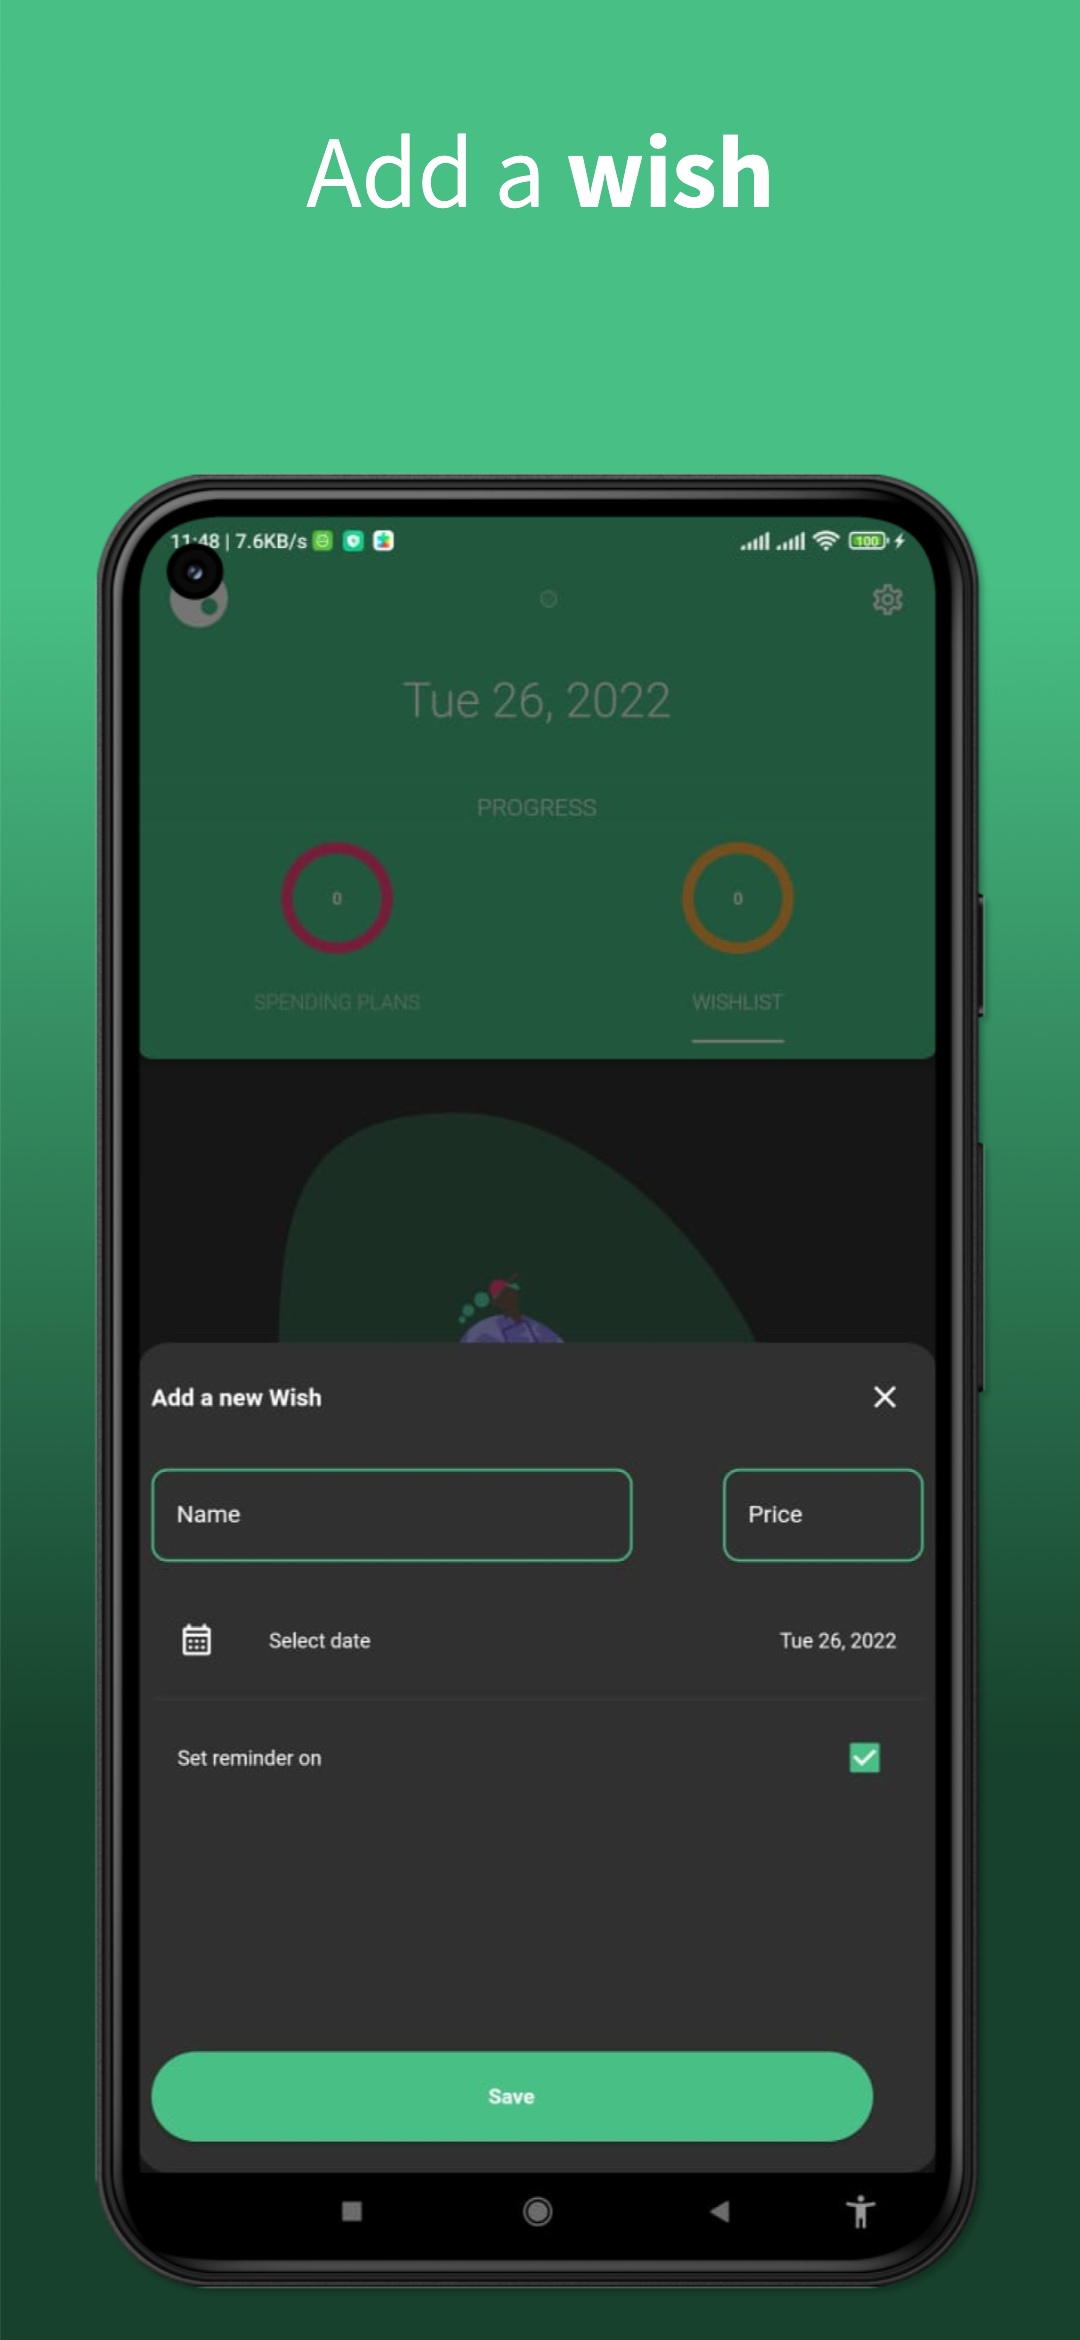 Add a wish
11:48 | 7.6KB/s
100
Tue 26, 2022
PROGRESS
0 0
SPENDING PLANS WISHLIST
Add a new Wish
Name Price
Select date Tue 26, 2022
Set reminder on
Save